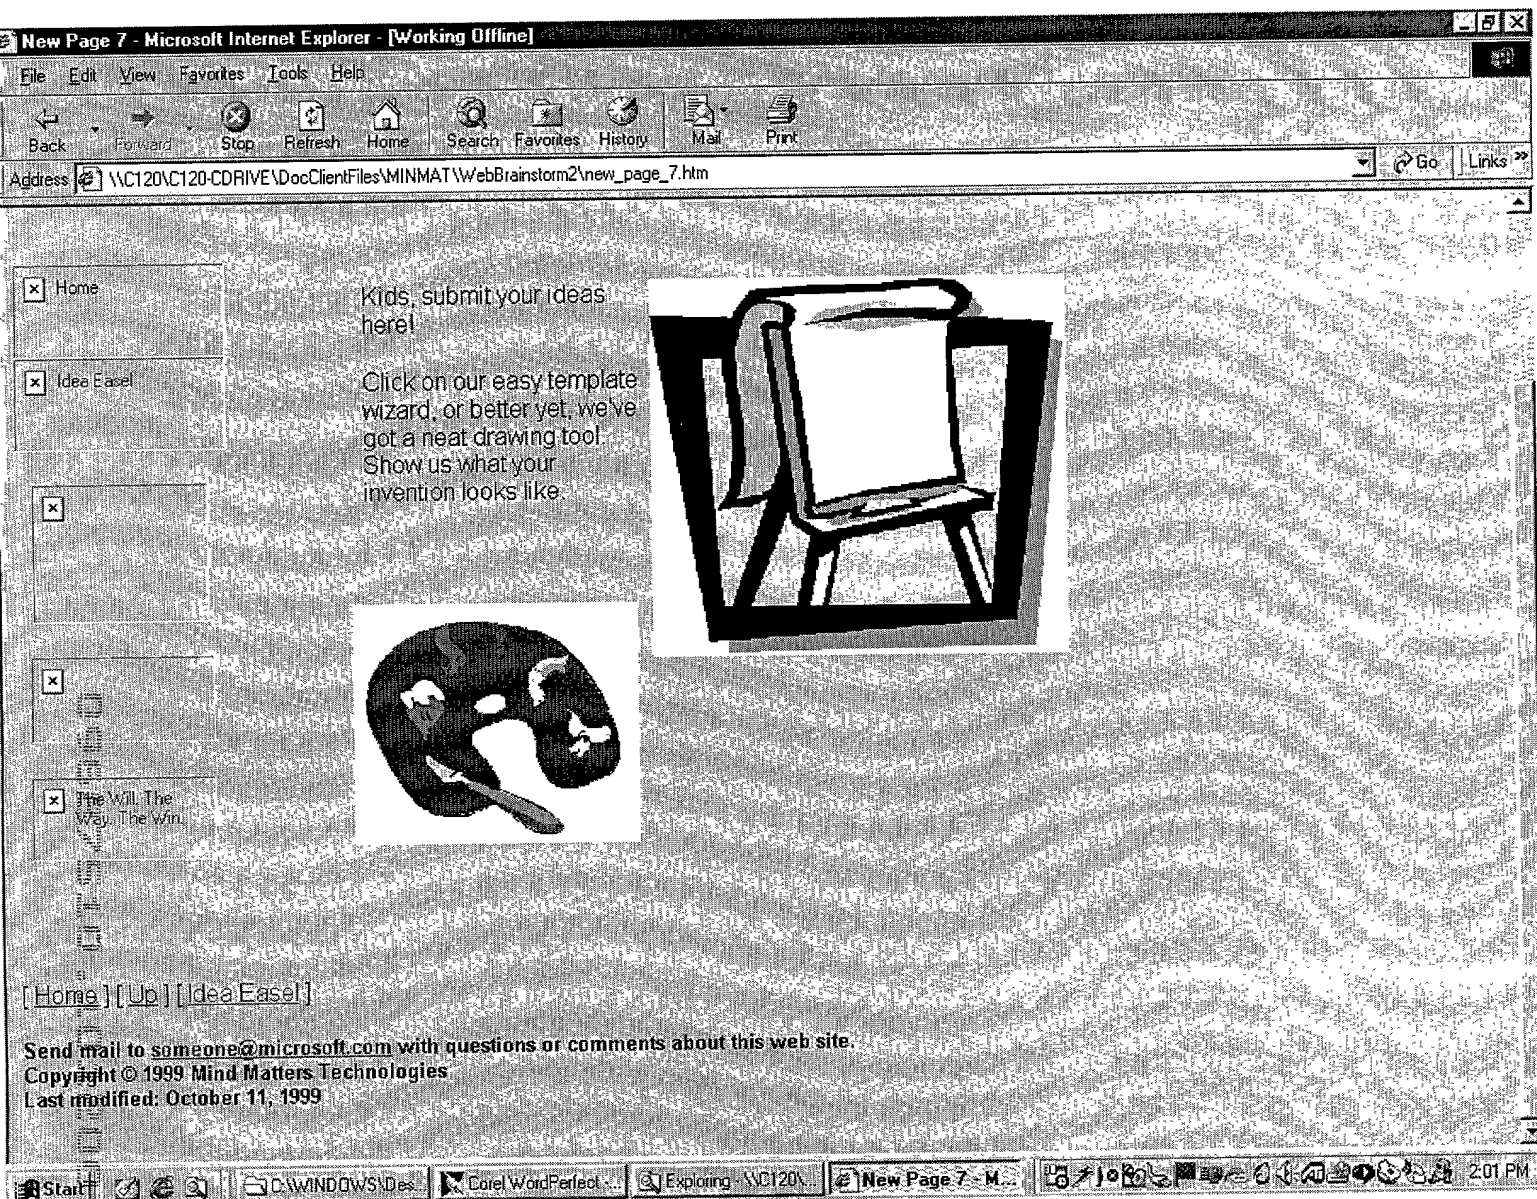 New Page 7 - Microsoft Internet Explorer - [Working Offline]
File Edit View Favorites Tools Help
Back Forward Stop Refresh Home Search Favorites History Mail Print
Address \\C120\C120-CDRIVE\DocClientFiles\MINMAT\WebBrainstorm2\new_page_7.htm Go Links »
Home
Kids, submit your ideas
here!
Idea Easel
Click on our easy template
wizard, or better yet, we've
got a neat drawing tool.
Show us what your
invention looks like.
The Will. The
Way. The Win.
[ Home ] [ Up ] [ Idea Easel ]
Send mail to someone@microsoft.com with questions or comments about this web site.
Copyright © 1999 Mind Matters Technologies
Last modified: October 11, 1999
Start C:\WINDOWS\Des... Corel WordPerfect ... Exploring - \\C120\... New Page 7 - M... 2:01 PM